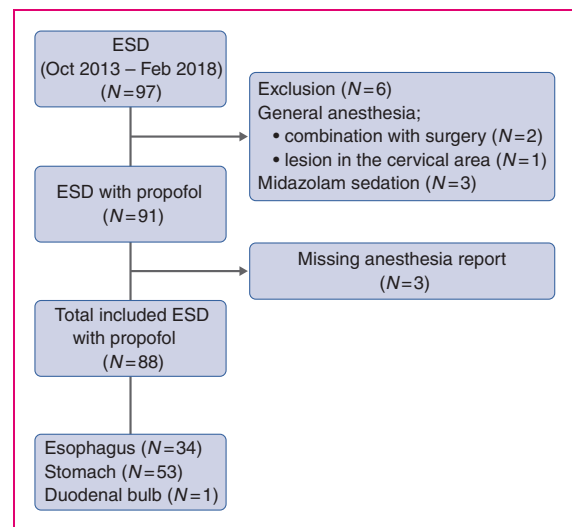 ESD
(Oct 2013 – Feb 2018)
(N=97)
Exclusion (N=6)
General anesthesia;
• combination with surgery (N=2)
• lesion in the cervical area (N=1)
Midazolam sedation (N=3)
ESD with propofol
(N=91)
Missing anesthesia report
(N=3)
Total included ESD
with propofol
(N=88)
Esophagus (N=34)
Stomach (N=53)
Duodenal bulb (N=1)